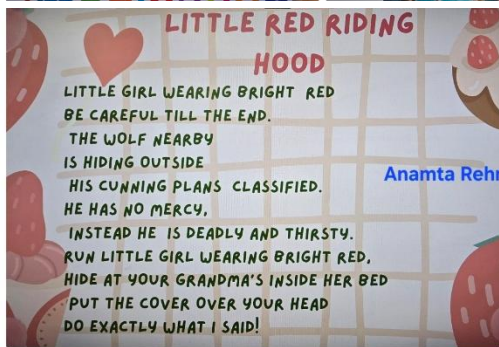 LITTLE RED RIDING
HOOD
LITTLE GIRL WEARING BRIGHT RED
BE CAREFUL TILL THE END.
THE WOLF NEARBY
IS HIDING OUTSIDE
HIS CUNNING PLANS CLASSIFIED.
Anamta
HE HAS NO MERCY,
INSTEAD HE IS DEADLY AND THIRSTY.
RUN LITTLE GIRL WEARING BRIGHT RED,
HIDE AT YOUR GRANDMA'S INSIDE HER BED
PUT THE COVER OVER YOUR HEAD
DO EXACTLY WHAT I SAID!